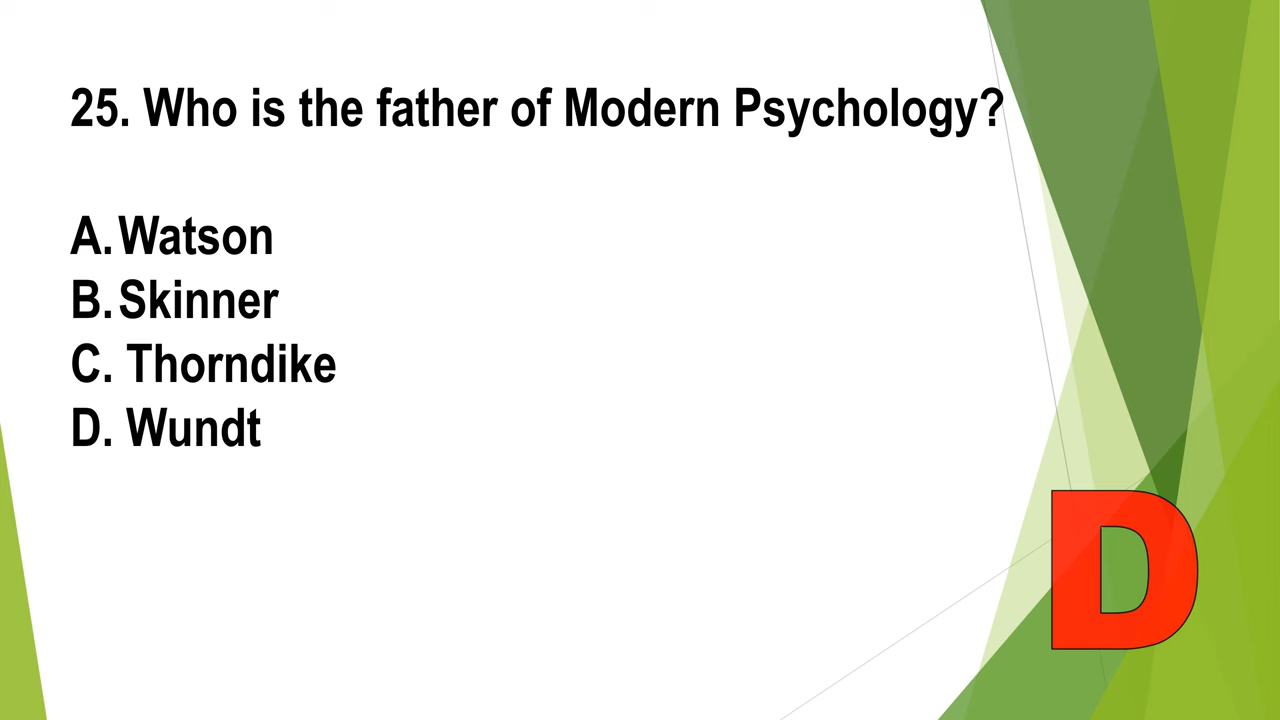 25. Who is the father of Modern Psychology?
A. Watson
B. Skinner
C. Thorndike
D. Wundt
D